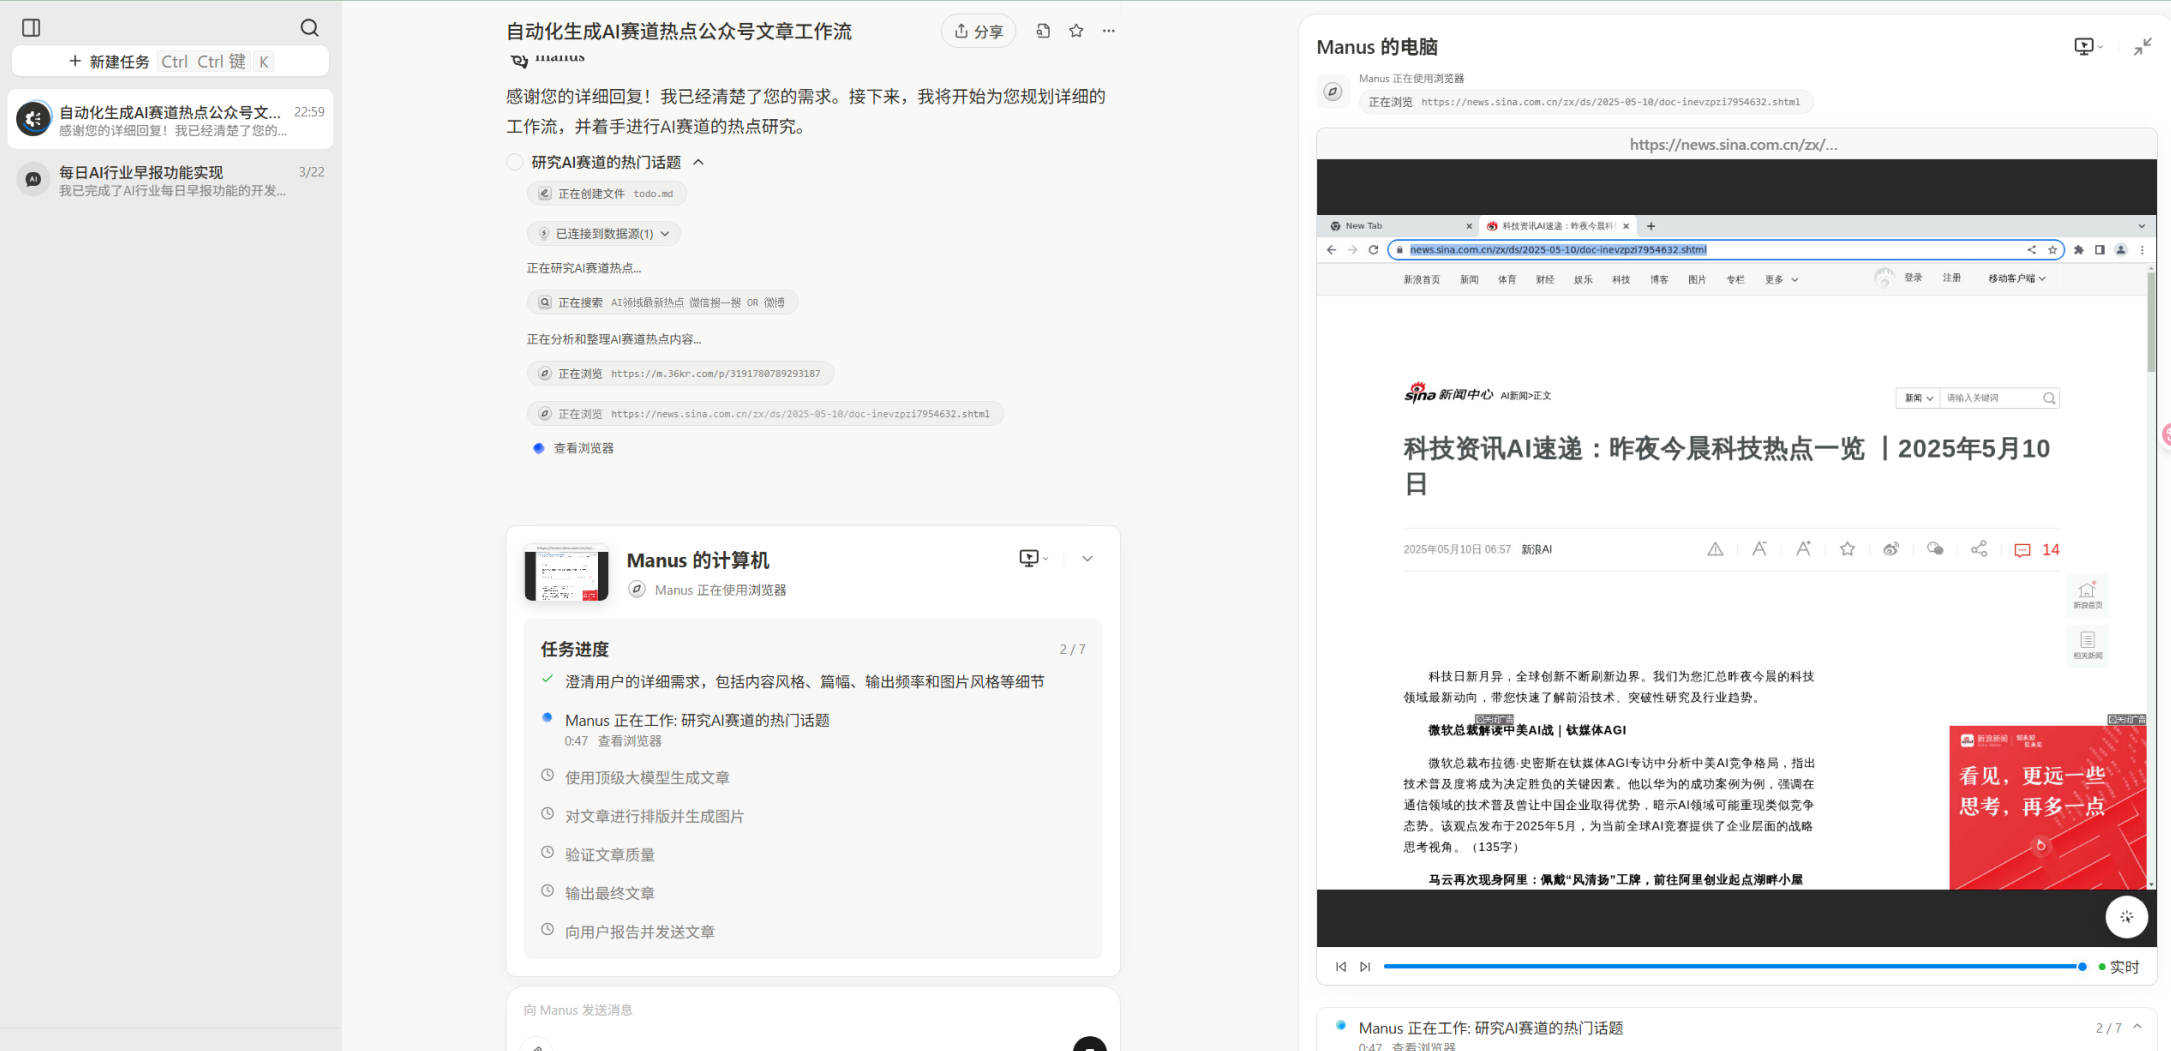 新建任务 Ctrl Ctrl 键 K
自动化生成AI赛道热点公众号文... 22:59
感谢您的详细回复！我已经清楚了您的...
每日AI行业早报功能实现 3/22
我已完成了AI行业每日早报功能的开发...
自动化生成AI赛道热点公众号文章工作流
分享
manus
感谢您的详细回复！我已经清楚了您的需求。接下来，我将开始为您规划详细的
工作流，并着手进行AI赛道的热点研究。
研究AI赛道的热门话题
正在创建文件 todo.md
已连接到数据源(1)
正在研究AI赛道热点...
正在搜索 AI领域最新热点 微信搜一搜 OR 微博
正在分析和整理AI赛道热点内容...
正在浏览 https://m.36kr.com/p/3191780789293187
正在浏览 https://news.sina.com.cn/zx/ds/2025-05-10/doc-inevzpzi7954632.shtml
查看浏览器
Manus 的计算机
Manus 正在使用浏览器
任务进度 2 / 7
澄清用户的详细需求，包括内容风格、篇幅、输出频率和图片风格等细节
Manus 正在工作: 研究AI赛道的热门话题
0:47 查看浏览器
使用顶级大模型生成文章
对文章进行排版并生成图片
验证文章质量
输出最终文章
向用户报告并发送文章
向 Manus 发送消息
Manus 的电脑
Manus 正在使用浏览器
正在浏览 https://news.sina.com.cn/zx/ds/2025-05-10/doc-inevzpzi7954632.shtml
https://news.sina.com.cn/zx/...
New Tab
科技资讯AI速递：昨夜今晨科
news.sina.com.cn/zx/ds/2025-05-10/doc-inevzpzi7954632.shtml
新浪首页 新闻 体育 财经 娱乐 科技 博客 图片 专栏 更多 登录 注册 移动客户端
sina 新闻中心 AI新闻>正文
新闻 请输入关键词
科技资讯AI速递：昨夜今晨科技热点一览 丨2025年5月10
日
2025年05月10日 06:57 新浪AI
14
新浪首页
相关新闻
科技日新月异，全球创新不断刷新边界。我们为您汇总昨夜今晨的科技
领域最新动向，带您快速了解前沿技术、突破性研究及行业趋势。
关闭广告
关闭广告
微软总裁解读中美AI战｜钛媒体AGI
微软总裁布拉德·史密斯在钛媒体AGI专访中分析中美AI竞争格局，指出
技术普及度将成为决定胜负的关键因素。他以华为的成功案例为例，强调在
通信领域的技术普及曾让中国企业取得优势，暗示AI领域可能重现类似竞争
态势。该观点发布于2025年5月，为当前全球AI竞赛提供了企业层面的战略
思考视角。（135字）
马云再次现身阿里：佩戴“风清扬”工牌，前往阿里创业起点湖畔小屋
新浪新闻
看见，更远一些
思考，再多一点
实时
Manus 正在工作: 研究AI赛道的热门话题 2 / 7
0:47 查看浏览器